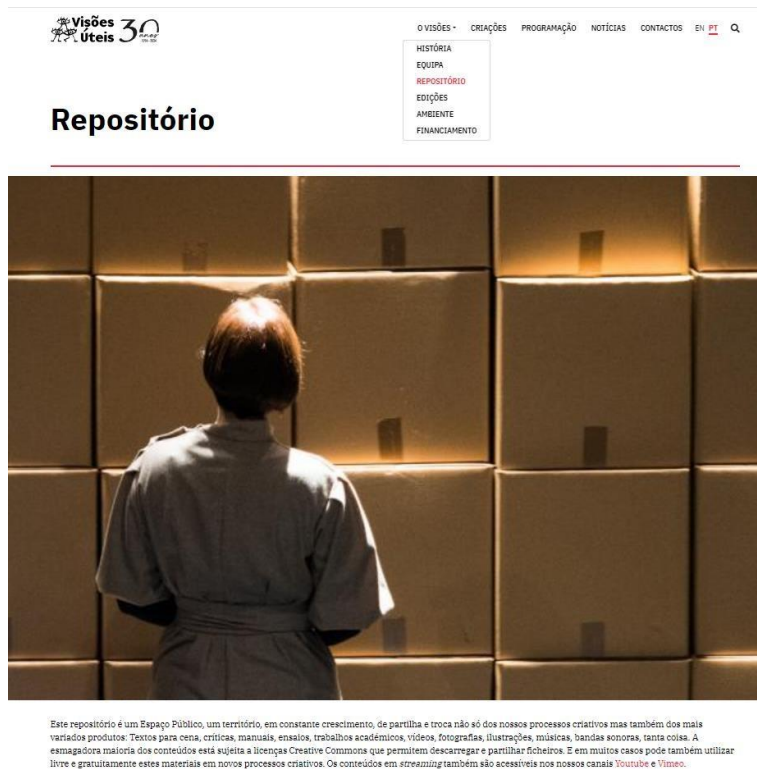 Visões
Úteis 30
anos
O VISÕES CRIAÇÕES PROGRAMAÇÃO NOTÍCIAS CONTACTOS EN PT
HISTÓRIA
EQUIPA
REPOSITÓRIO
EDIÇÕES
AMBIENTE
FINANCIAMENTO
Repositório
Este repositório é um Espaço Público, um território, em constante crescimento, de partilha e troca não só dos nossos processos criativos mas também dos mais
variados produtos: Textos para cena, críticas, manuais, ensaios, trabalhos académicos, vídeos, fotografias, ilustrações, músicas, bandas sonoras, tanta coisa. A
esmagadora maioria dos conteúdos está sujeita a licenças Creative Commons que permitem descarregar e partilhar ficheiros. E em muitos casos pode também utilizar
livre e gratuitamente estes materiais em novos processos criativos. Os conteúdos em streaming também são acessíveis nos nossos canais Youtube e Vimeo.